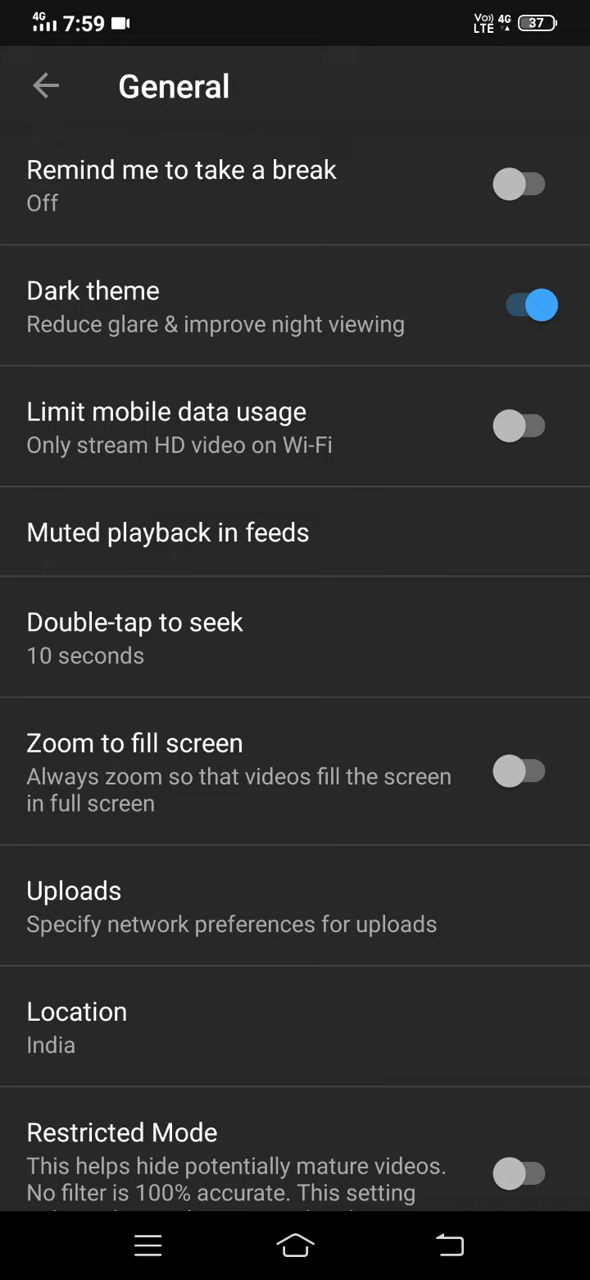 4G 7:59 Vo) LTE 4G 37
General
Remind me to take a break
Off
Dark theme
Reduce glare & improve night viewing
Limit mobile data usage
Only stream HD video on Wi-Fi
Muted playback in feeds
Double-tap to seek
10 seconds
Zoom to fill screen
Always zoom so that videos fill the screen
in full screen
Uploads
Specify network preferences for uploads
Location
India
Restricted Mode
This helps hide potentially mature videos.
No filter is 100% accurate. This setting